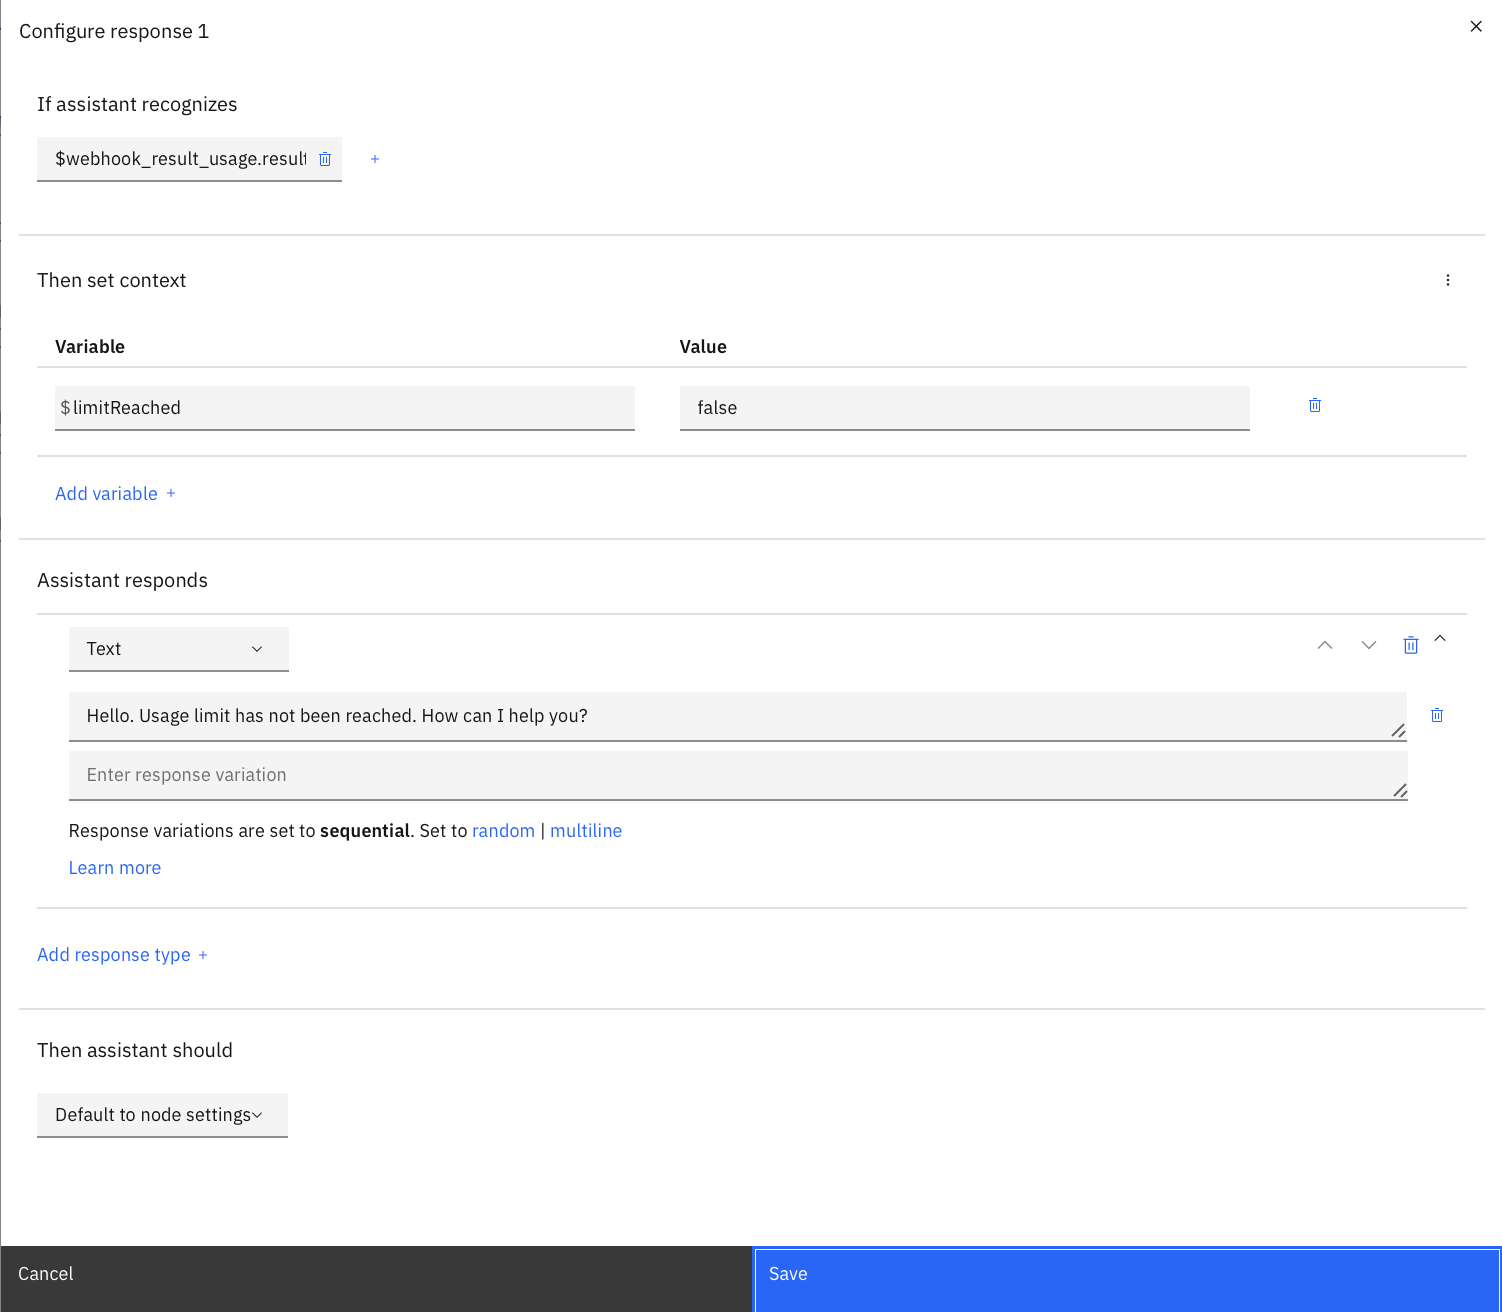 Configure response 1
If assistant recognizes
$webhook_result_usage.result
Then set context
Variable Value
$limitReached false
Add variable +
Assistant responds
Text
Hello. Usage limit has not been reached. How can I help you?
Enter response variation
Response variations are set to sequential. Set to random | multiline
Learn more
Add response type +
Then assistant should
Default to node settings
Cancel Save